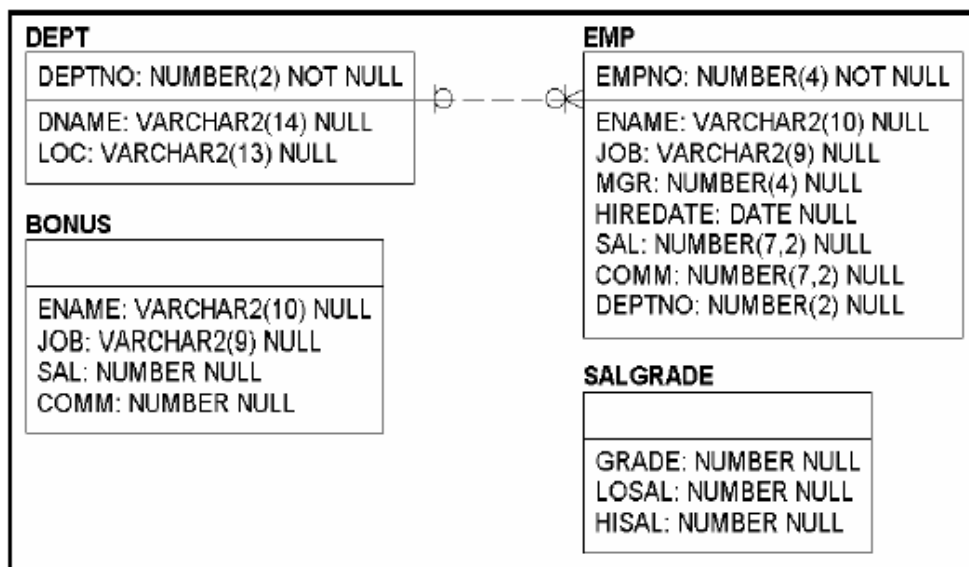 DEPT
DEPTNO: NUMBER(2) NOT NULL
DNAME: VARCHAR2(14) NULL
LOC: VARCHAR2(13) NULL
EMP
EMPNO: NUMBER(4) NOT NULL
ENAME: VARCHAR2(10) NULL
JOB: VARCHAR2(9) NULL
MGR: NUMBER(4) NULL
HIREDATE: DATE NULL
SAL: NUMBER(7,2) NULL
COMM: NUMBER(7,2) NULL
DEPTNO: NUMBER(2) NULL
BONUS
ENAME: VARCHAR2(10) NULL
JOB: VARCHAR2(9) NULL
SAL: NUMBER NULL
COMM: NUMBER NULL
SALGRADE
GRADE: NUMBER NULL
LOSAL: NUMBER NULL
HISAL: NUMBER NULL